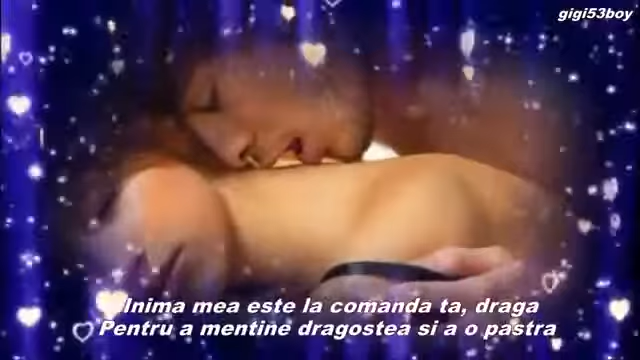 gigi53boy
Inima mea este la comanda ta, draga
Pentru a mentine dragostea si a o pastra